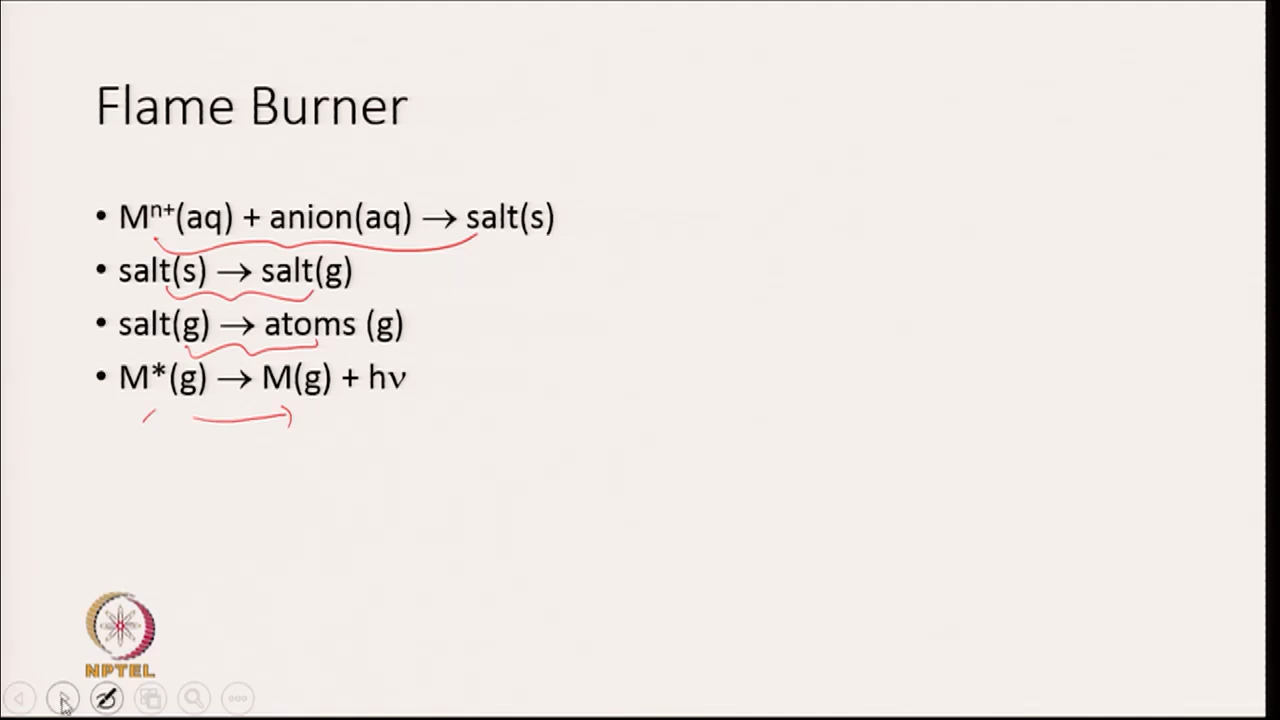 Flame Burner
• Mⁿ⁺(aq) + anion(aq) → salt(s)
• salt(s) → salt(g)
• salt(g) → atoms (g)
• M*(g) → M(g) + hν
NPTEL